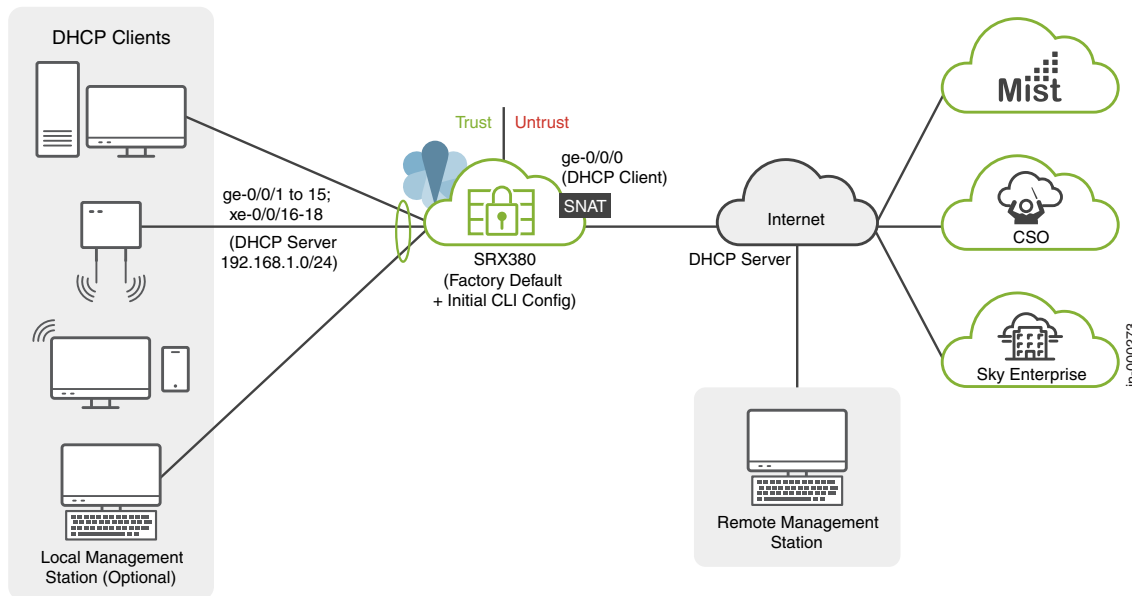 DHCP Clients
ge-0/0/1 to 15;
xe-0/0/16-18
(DHCP Server
192.168.1.0/24)
Local Management
Station (Optional)
Trust
Untrust
ge-0/0/0
(DHCP Client)
SNAT
SRX380
(Factory Default
+ Initial CLI Config)
Internet
DHCP Server
Remote Management
Station
Mist
CSO
Sky Enterprise
jn-000273